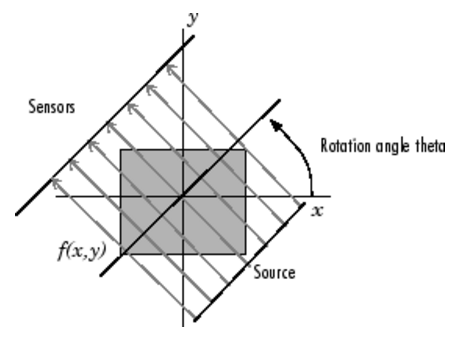 y
Sensors
Rotation angle theta
x
f(x,y)
Source